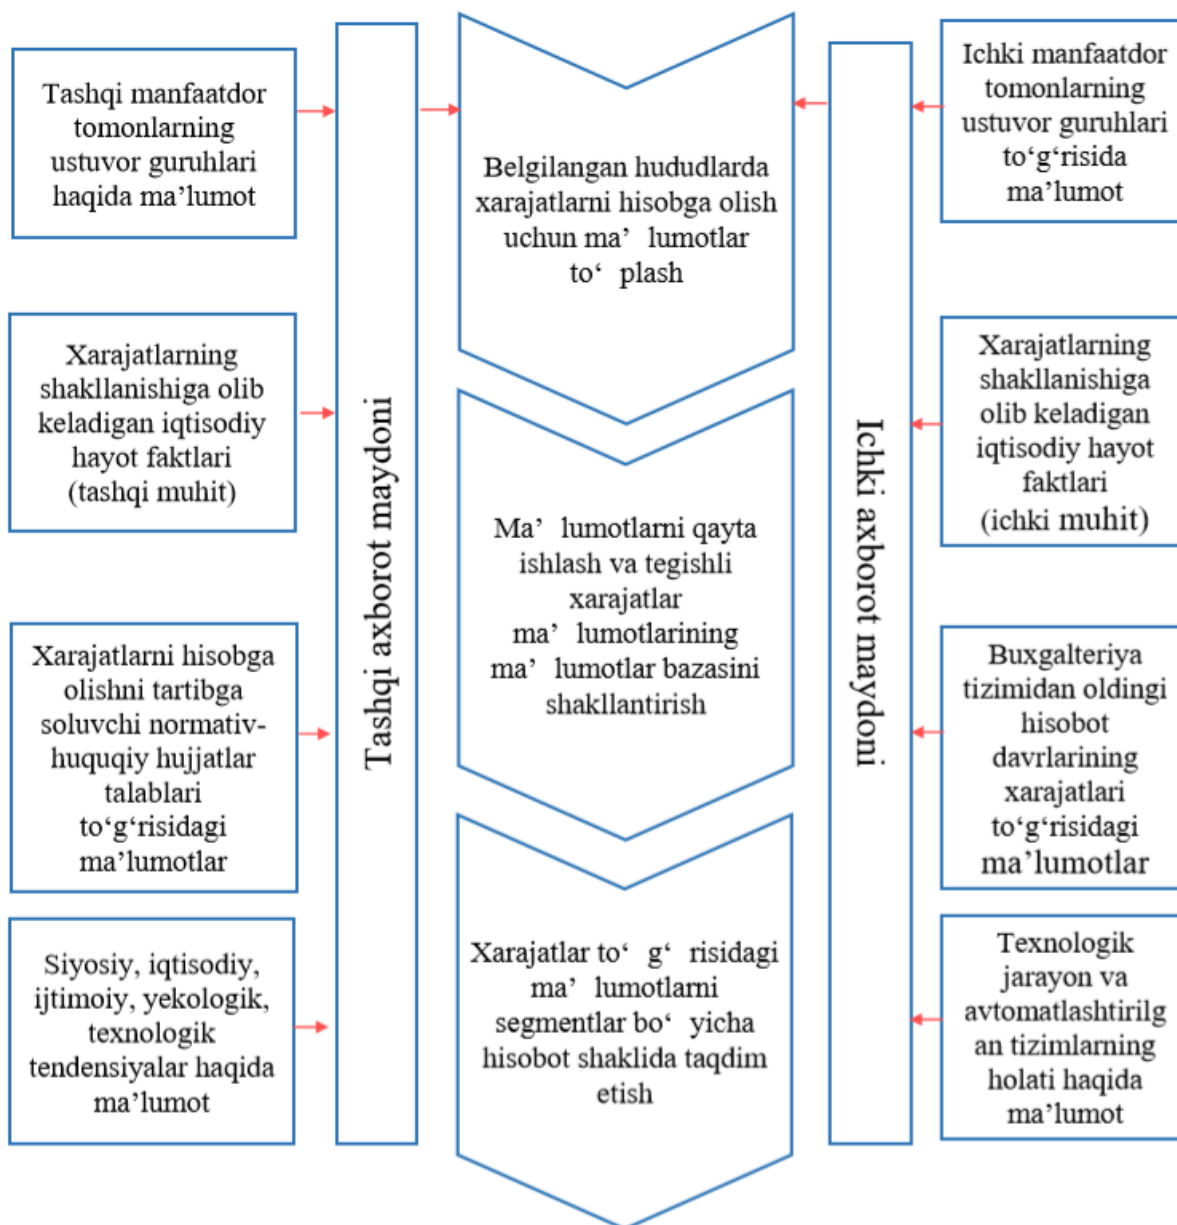 Tashqi manfaatdor
tomonlarning
ustuvor guruhlari
haqida ma’lumot
Xarajatlarning
shakllanishiga olib
keladigan iqtisodiy
hayot faktlari
(tashqi muhit)
Xarajatlarni hisobga
olishni tartibga
soluvchi normativ-
huquqiy hujjatlar
talablari
to‘g‘risidagi
ma’lumotlar
Siyosiy, iqtisodiy,
ijtimoiy, yekologik,
texnologik
tendensiyalar haqida
ma’lumot
Tashqi axborot maydoni
Belgilangan hududlarda
xarajatlarni hisobga olish
uchun ma’ lumotlar
to‘ plash
Ma’ lumotlarni qayta
ishlash va tegishli
xarajatlar
ma’ lumotlarining
ma’ lumotlar bazasini
shakllantirish
Xarajatlar to‘ g‘ risidagi
ma’ lumotlarni
segmentlar bo‘ yicha
hisobot shaklida taqdim
etish
Ichki axborot maydoni
Ichki manfaatdor
tomonlarning
ustuvor guruhlari
to‘g‘risida
ma’lumot
Xarajatlarning
shakllanishiga
olib keladigan
iqtisodiy hayot
faktlari
(ichki muhit)
Buxgalteriya
tizimidan oldingi
hisobot
davrlarining
xarajatlari
to‘g‘risidagi
ma’lumotlar
Texnologik
jarayon va
avtomatlashtirilg
an tizimlarning
holati haqida
ma’lumot